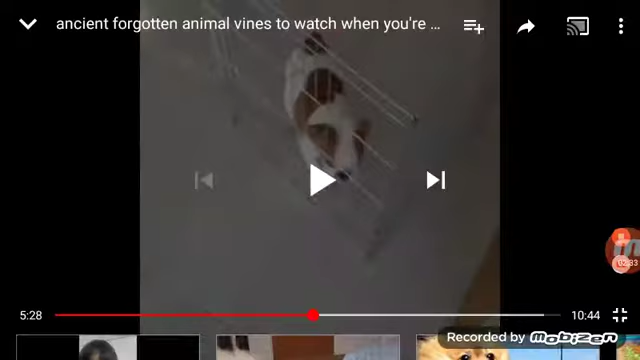 ancient forgotten animal vines to watch when you're ...
02:33
5:28
10:44
Recorded by MOBIZEN